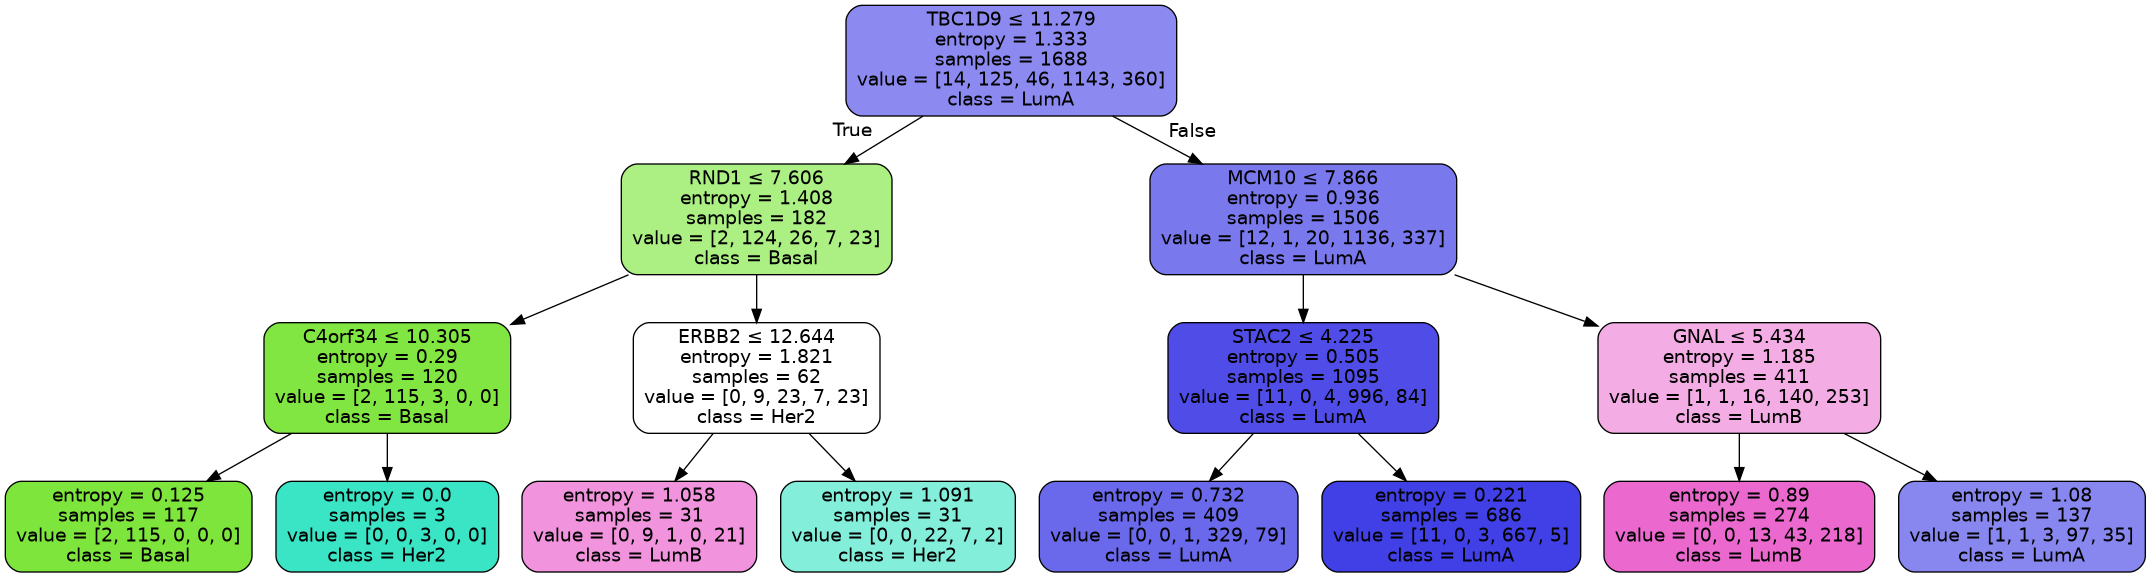 TBC1D9 ≤ 11.279
entropy = 1.333
samples = 1688
value = [14, 125, 46, 1143, 360]
class = LumA
True
False
RND1 ≤ 7.606
entropy = 1.408
samples = 182
value = [2, 124, 26, 7, 23]
class = Basal
MCM10 ≤ 7.866
entropy = 0.936
samples = 1506
value = [12, 1, 20, 1136, 337]
class = LumA
C4orf34 ≤ 10.305
entropy = 0.29
samples = 120
value = [2, 115, 3, 0, 0]
class = Basal
ERBB2 ≤ 12.644
entropy = 1.821
samples = 62
value = [0, 9, 23, 7, 23]
class = Her2
STAC2 ≤ 4.225
entropy = 0.505
samples = 1095
value = [11, 0, 4, 996, 84]
class = LumA
GNAL ≤ 5.434
entropy = 1.185
samples = 411
value = [1, 1, 16, 140, 253]
class = LumB
entropy = 0.125
samples = 117
value = [2, 115, 0, 0, 0]
class = Basal
entropy = 0.0
samples = 3
value = [0, 0, 3, 0, 0]
class = Her2
entropy = 1.058
samples = 31
value = [0, 9, 1, 0, 21]
class = LumB
entropy = 1.091
samples = 31
value = [0, 0, 22, 7, 2]
class = Her2
entropy = 0.732
samples = 409
value = [0, 0, 1, 329, 79]
class = LumA
entropy = 0.221
samples = 686
value = [11, 0, 3, 667, 5]
class = LumA
entropy = 0.89
samples = 274
value = [0, 0, 13, 43, 218]
class = LumB
entropy = 1.08
samples = 137
value = [1, 1, 3, 97, 35]
class = LumA